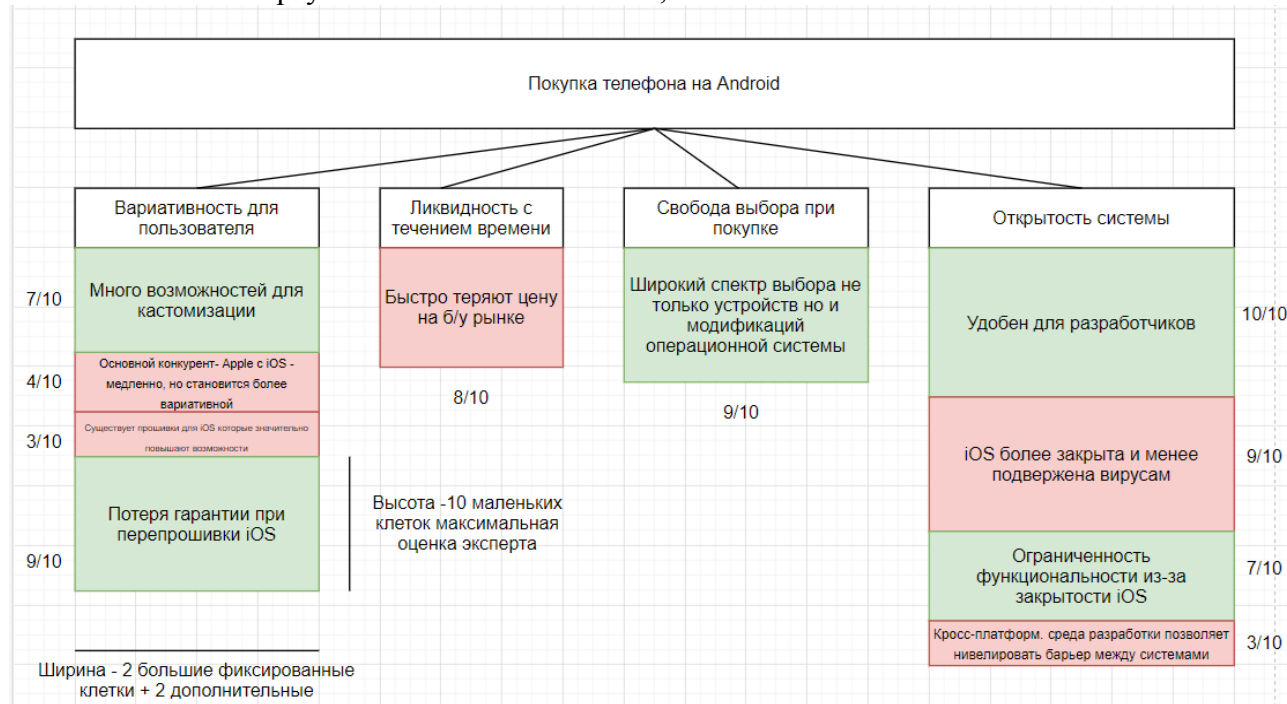 Покупка телефона на Android
Вариативность для
пользователя
Ликвидность с
течением времени
Свобода выбора при
покупке
Открытость системы
7/10
Много возможностей для
кастомизации
Быстро теряют цену
на б/у рынке
Широкий спектр выбора не
только устройств но и
модификаций
операционной системы
Удобен для разработчиков
10/10
4/10
Основной конкурент- Apple с iOS -
медленно, но становится более
вариативной
8/10
9/10
3/10
Существует прошивки для iOS которые значительно
повышают возможности
iOS более закрыта и менее
подвержена вирусам
9/10
Потеря гарантии при
перепрошивки iOS
9/10
Высота -10 маленьких
клеток максимальная
оценка эксперта
Ограниченность
функциональности из-за
закрытости iOS
7/10
Кросс-платформ. среда разработки позволяет
нивелировать барьер между системами
3/10
Ширина - 2 большие фиксированные
клетки + 2 дополнительные